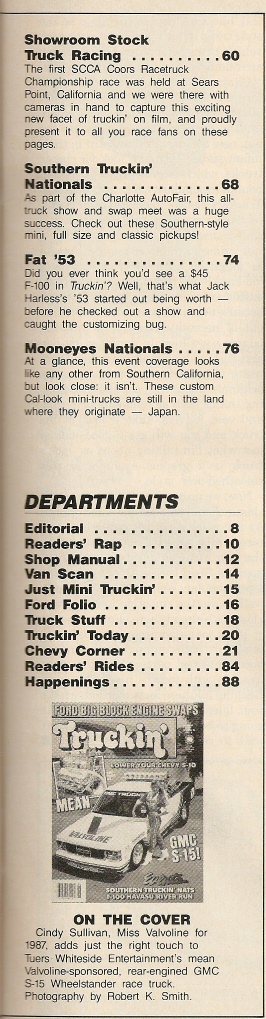 Showroom Stock
Truck Racing . . . . . . . . . . 60
The first SCCA Coors Racetruck
Championship race was held at Sears
Point, California and we were there with
cameras in hand to capture this exciting
new facet of truckin' on film, and proudly
present it to all you race fans on these
pages.
Southern Truckin'
Nationals . . . . . . . . . . . . 68
As part of the Charlotte AutoFair, this all-
truck show and swap meet was a huge
success. Check out these Southern-style
mini, full size and classic pickups!
Fat '53 . . . . . . . . . . . . . . 74
Did you ever think you'd see a $45
F-100 in Truckin'? Well, that's what Jack
Harless's '53 started out being worth —
before he checked out a show and
caught the customizing bug.
Mooneyes Nationals . . . . . 76
At a glance, this event coverage looks
like any other from Southern California,
but look close: it isn't. These custom
Cal-look mini-trucks are still in the land
where they originate — Japan.
DEPARTMENTS
Editorial . . . . . . . . . . . . . . 8
Readers' Rap . . . . . . . . . . 10
Shop Manual . . . . . . . . . . . 12
Van Scan . . . . . . . . . . . . . 14
Just Mini Truckin' . . . . . . . 15
Ford Folio . . . . . . . . . . . . 16
Truck Stuff . . . . . . . . . . . . 18
Truckin' Today . . . . . . . . . . 20
Chevy Corner . . . . . . . . . . 21
Readers' Rides . . . . . . . . . 84
Happenings . . . . . . . . . . . . 88
FORD BIG BLOCK ENGINE SWAPS
Truckin'
LOWER YOUR CHEVY S-10
MEAN
VALVOLINE
GMC
S-15!
SOUTHERN TRUCKIN' NATS
HAVASU RIVER RUN
ON THE COVER
Cindy Sullivan, Miss Valvoline for
1987, adds just the right touch to
Tuers Whiteside Entertainment's mean
Valvoline-sponsored, rear-engined GMC
S-15 Wheelstander race truck.
Photography by Robert K. Smith.